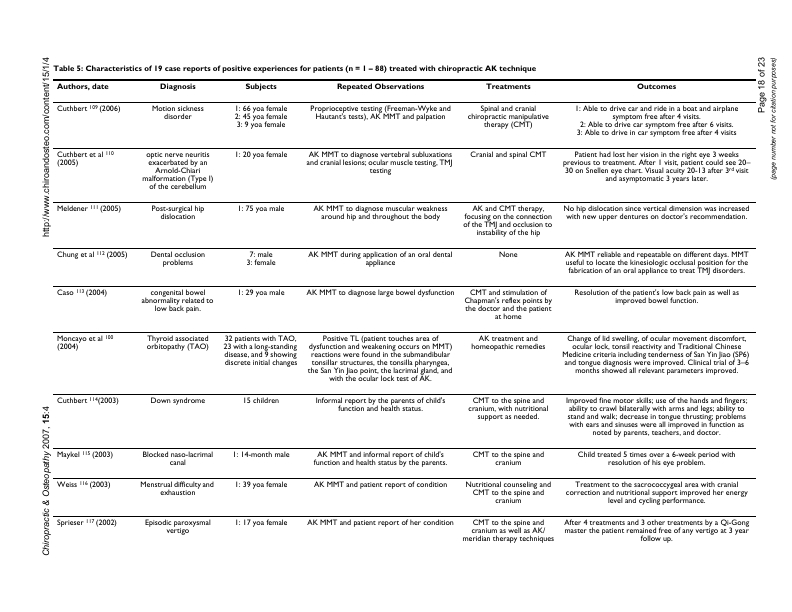 http://www.chiroandosteo.com/content/15/1/4
Chiropractic & Osteopathy 2007, 15:4
Page 18 of 23
(page number not for citation purposes)
Table 5: Characteristics of 19 case reports of positive experiences for patients (n = 1 – 88) treated with chiropractic AK technique
Authors, date Diagnosis Subjects Repeated Observations Treatments Outcomes
Cuthbert 109 (2006) Motion sickness 1: 66 yoa female Proprioceptive testing (Freeman-Wyke and Spinal and cranial 1: Able to drive car and ride in a boat and airplane
disorder 2: 45 yoa female Hautant's tests), AK MMT and palpation chiropractic manipulative symptom free after 4 visits.
3: 9 yoa female therapy (CMT) 2: Able to drive car symptom free after 6 visits.
3: Able to drive in car symptom free after 4 visits
Cuthbert et al 110 optic nerve neuritis 1: 20 yoa female AK MMT to diagnose vertebral subluxations Cranial and spinal CMT Patient had lost her vision in the right eye 3 weeks
(2005) exacerbated by an and cranial lesions; ocular muscle testing, TMJ previous to treatment. After 1 visit, patient could see 20–
Arnold-Chiari testing 30 on Snellen eye chart. Visual acuity 20-13 after 3rd visit
malformation (Type I) and asymptomatic 3 years later.
of the cerebellum
Meldener 111 (2005) Post-surgical hip 1: 75 yoa male AK MMT to diagnose muscular weakness AK and CMT therapy, No hip dislocation since vertical dimension was increased
dislocation around hip and throughout the body focusing on the connection with new upper dentures on doctor's recommendation.
of the TMJ and occlusion to
instability of the hip
Chung et al 112 (2005) Dental occlusion 7: male AK MMT during application of an oral dental None AK MMT reliable and repeatable on different days. MMT
problems 3: female appliance useful to locate the kinesiologic occlusal position for the
fabrication of an oral appliance to treat TMJ disorders.
Caso 113 (2004) congenital bowel 1: 29 yoa male AK MMT to diagnose large bowel dysfunction CMT and stimulation of Resolution of the patient's low back pain as well as
abnormality related to Chapman's reflex points by improved bowel function.
low back pain. the doctor and the patient
at home
Moncayo et al 100 Thyroid associated 32 patients with TAO, Positive TL (patient touches area of AK treatment and Change of lid swelling, of ocular movement discomfort,
(2004) orbitopathy (TAO) 23 with a long-standing dysfunction and weakening occurs on MMT) homeopathic remedies ocular lock, tonsil reactivity and Traditional Chinese
disease, and 9 showing reactions were found in the submandibular Medicine criteria including tenderness of San Yin Jiao (SP6)
discrete initial changes tonsillar structures, the tonsilla pharyngea, and tongue diagnosis were improved. Clinical trial of 3–6
the San Yin Jiao point, the lacrimal gland, and months showed all relevant parameters improved.
with the ocular lock test of AK.
Cuthbert 114(2003) Down syndrome 15 children Informal report by the parents of child's CMT to the spine and Improved fine motor skills; use of the hands and fingers;
function and health status. cranium, with nutritional ability to crawl bilaterally with arms and legs; ability to
support as needed. stand and walk; decrease in tongue thrusting; problems
with ears and sinuses were all improved in function as
noted by parents, teachers, and doctor.
Maykel 115 (2003) Blocked naso-lacrimal 1: 14-month male AK MMT and informal report of child's CMT to the spine and Child treated 5 times over a 6-week period with
canal function and health status by the parents. cranium resolution of his eye problem.
Weiss 116 (2003) Menstrual difficulty and 1: 39 yoa female AK MMT and patient report of condition Nutritional counseling and Treatment to the sacrococcygeal area with cranial
exhaustion CMT to the spine and correction and nutritional support improved her energy
cranium level and cycling performance.
Sprieser 117 (2002) Episodic paroxysmal 1: 17 yoa female AK MMT and patient report of her condition CMT to the spine and After 4 treatments and 3 other treatments by a Qi-Gong
vertigo cranium as well as AK/ master the patient remained free of any vertigo at 3 year
meridian therapy techniques follow up.